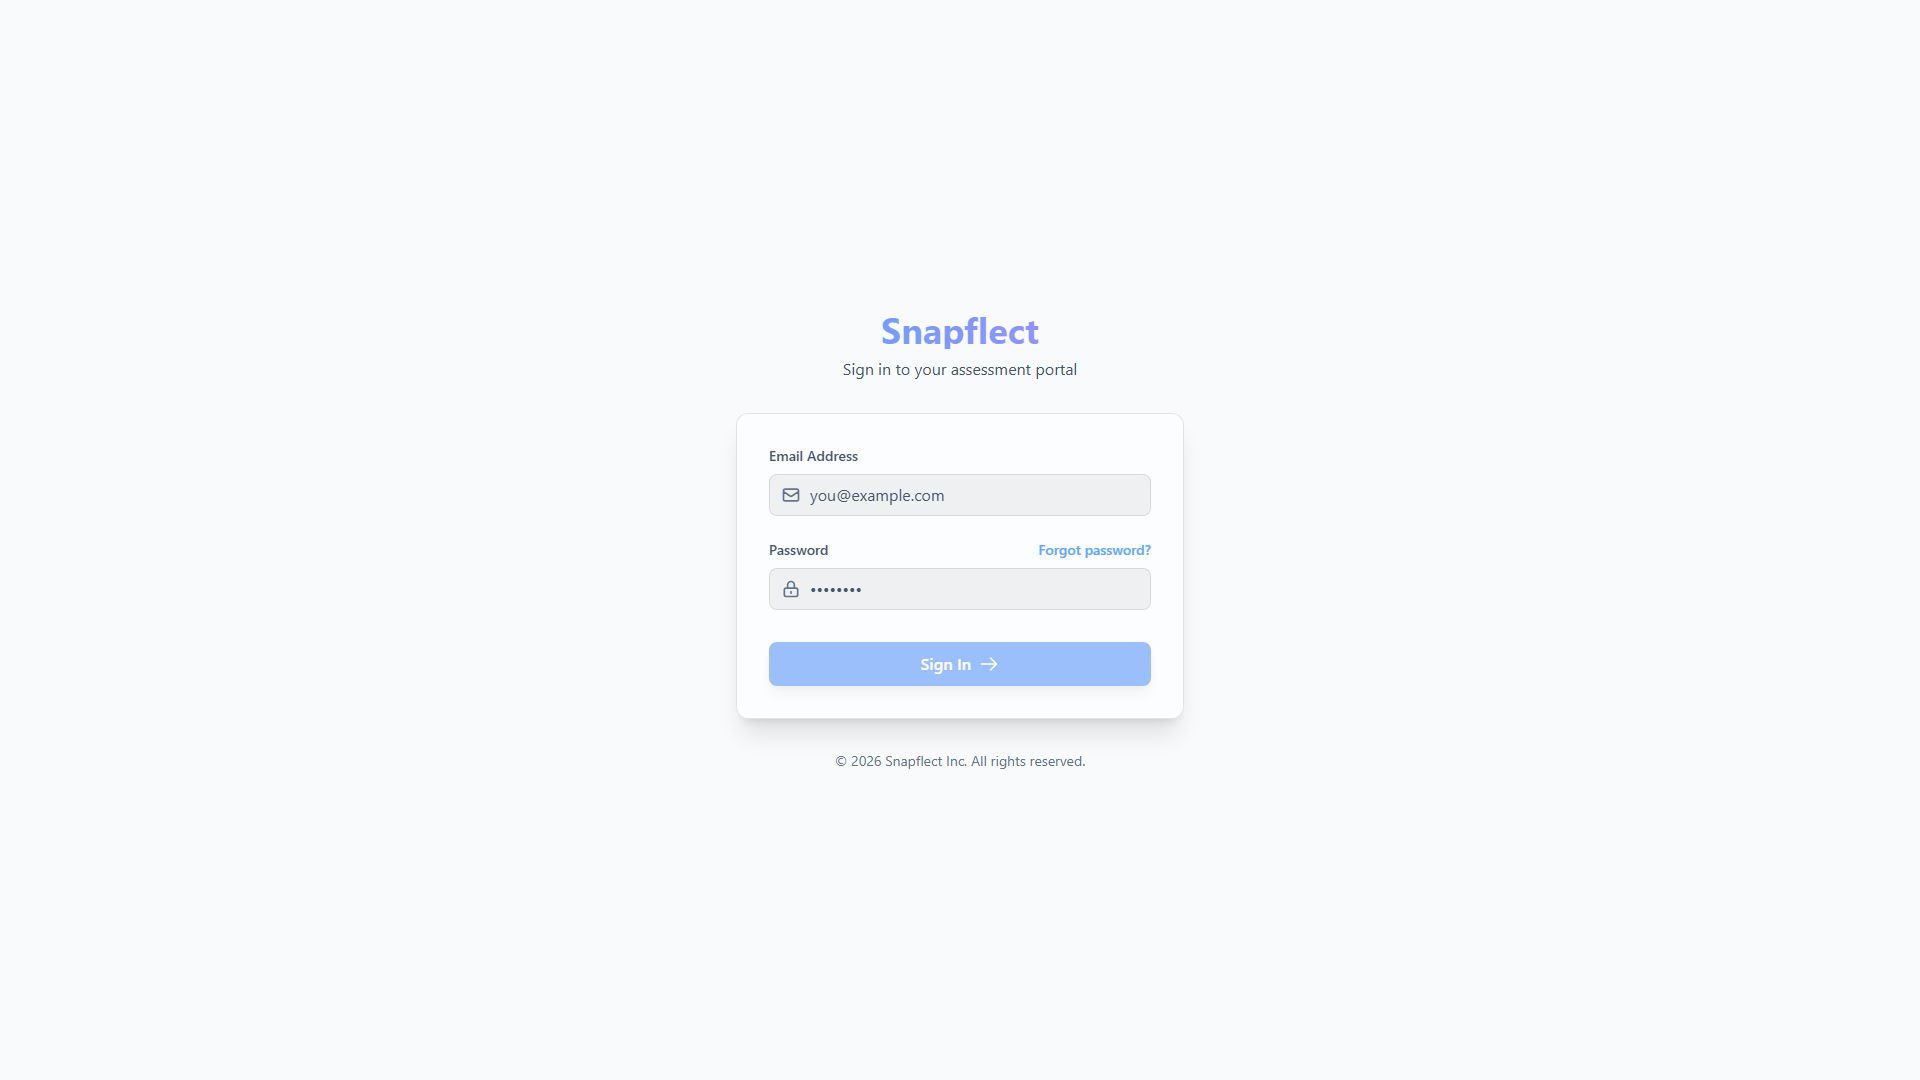 Snapflect
Sign in to your assessment portal
Email Address
you@example.com
Password Forgot password?
••••••••
Sign In →
© 2026 Snapflect Inc. All rights reserved.